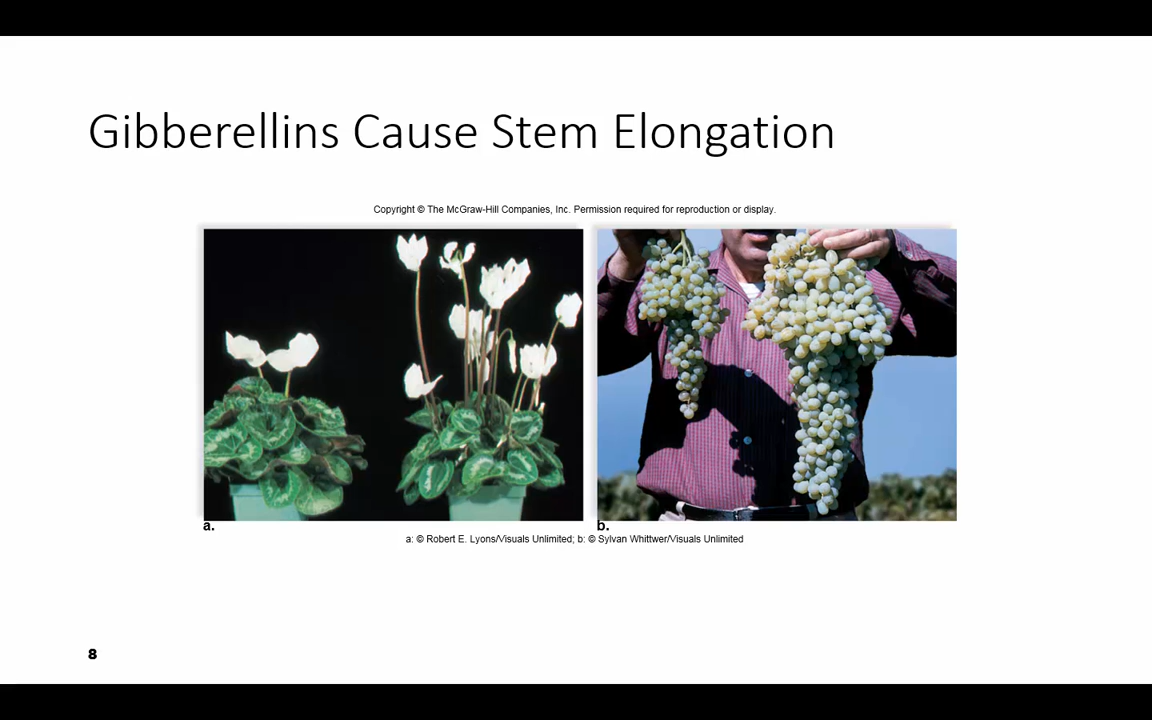 Gibberellins Cause Stem Elongation
Copyright © The McGraw-Hill Companies, Inc. Permission required for reproduction or display.
a.
b.
a: © Robert E. Lyons/Visuals Unlimited; b: © Sylvan Whittwer/Visuals Unlimited
8